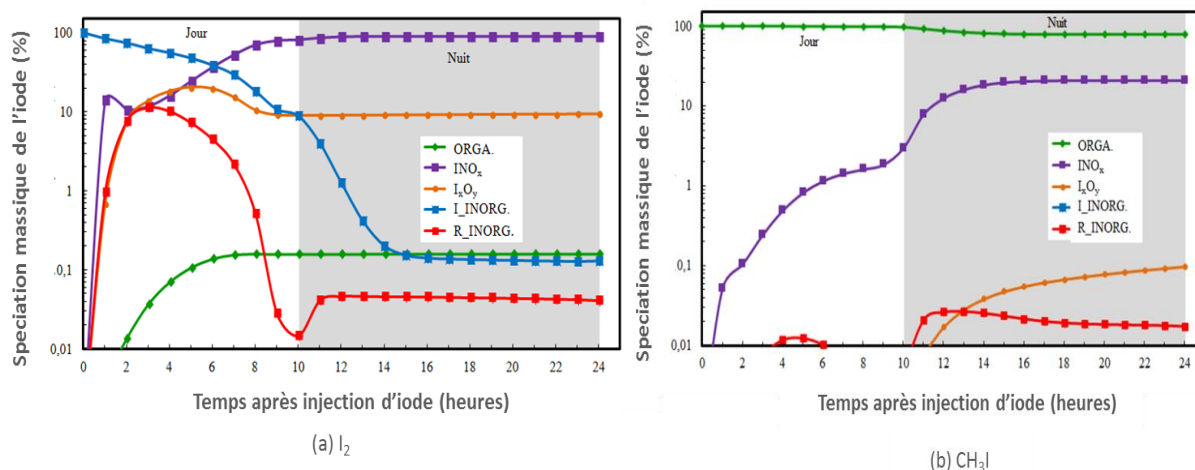 Speciation massique de l'iode (%)
100
10
1
0,1
0,01
Jour
Nuit
ORGA.
INOₓ
IₓOᵧ
I_INORG.
R_INORG.
0 2 4 6 8 10 12 14 16 18 20 22 24
Temps après injection d'iode (heures)
(a) I₂
Speciation massique de l'iode (%)
100
10
1
0,1
0,01
Jour
Nuit
ORGA.
INOₓ
IₓOᵧ
I_INORG.
R_INORG.
0 2 4 6 8 10 12 14 16 18 20 22 24
Temps après injection d'iode (heures)
(b) CH₃I